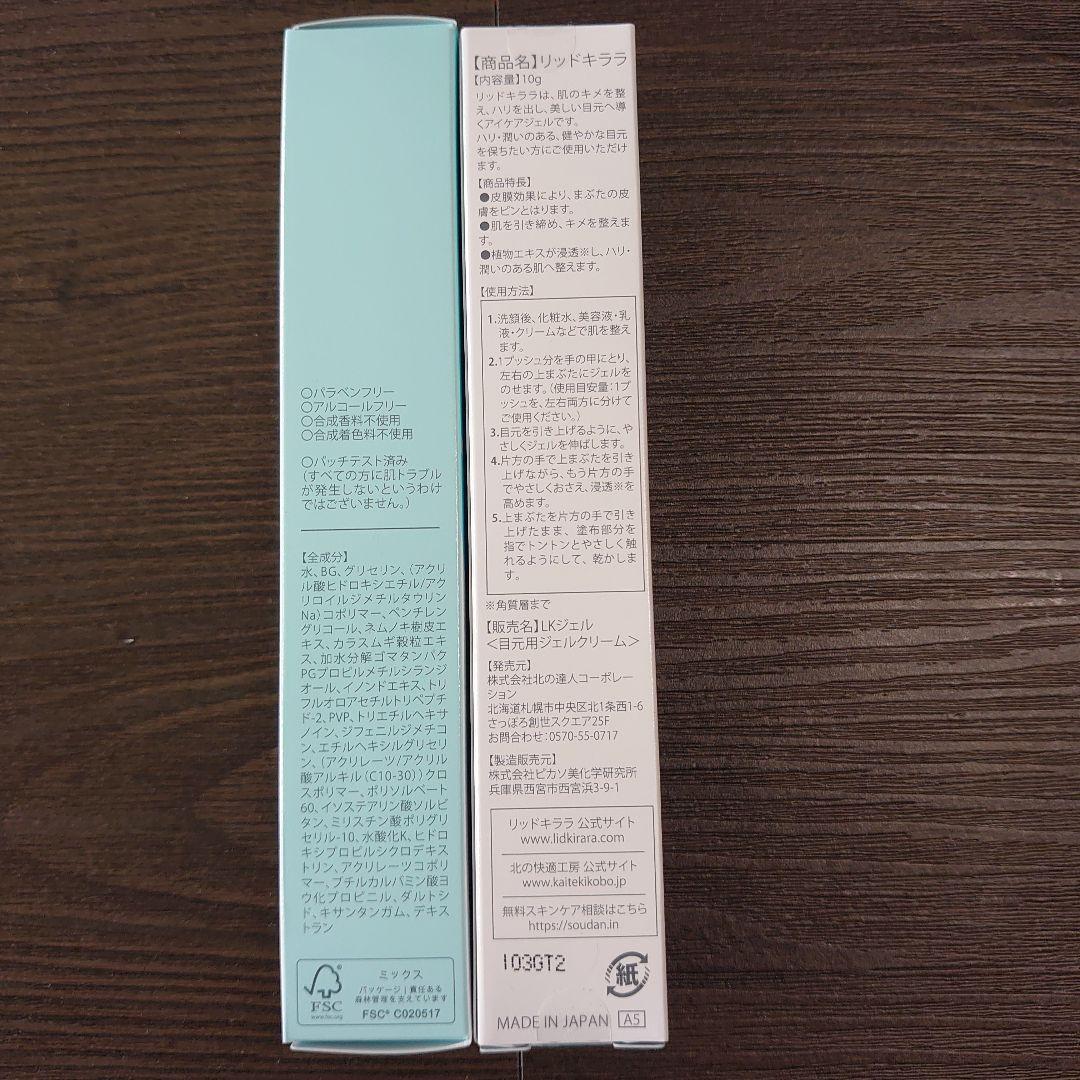 ○パラベンフリー
○アルコールフリー
○合成香料不使用
○合成着色料不使用
○パッチテスト済み
(すべての方に肌トラブル
が発生しないというわけ
ではございません。)
【全成分】
水、BG、グリセリン、(アクリ
ル酸ヒドロキシエチル/アク
リロイルジメチルタウリン
Na)コポリマー、ペンチレン
グリコール、ネムノキ樹皮エ
キス、カラスムギ穀粒エキ
ス、加水分解ゴマタンパク
PGプロピルメチルシランジ
オール、イノンドエキス、トリ
フルオロアセチルトリペプチ
ド-2、PVP、トリエチルヘキサ
ノイン、ジフェニルジメチコ
ン、エチルヘキシルグリセリ
ン、(アクリレーツ/アクリル
酸アルキル(C10-30))クロ
スポリマー、ポリソルベート
60、イソステアリン酸ソルビ
タン、ミリスチン酸ポリグリ
セリル-10、水酸化K、ヒドロ
キシプロピルシクロデキス
トリン、アクリレーツコポリ
マー、ブチルカルバミン酸ヨ
ウ化プロピニル、ダルトシ
ド、キサンタンガム、デキス
トラン
FSC®
www.fsc.org
ミックス
パッケージ|責任ある
森林管理を支えています
FSC® C020517
【商品名】リッドキララ
【内容量】10g
リッドキララは、肌のキメを整
え、ハリを出し、美しい目元へ導
くアイケアジェルです。
ハリ・潤いのある、健やかな目元
を保ちたい方にご使用いただけ
ます。
【商品特長】
●皮膜効果により、まぶたの皮
膚をピンとはります。
●肌を引き締め、キメを整えま
す。
●植物エキスが浸透※し、ハリ・
潤いのある肌へ整えます。
【使用方法】
1.洗顔後、化粧水、美容液・乳
液・クリームなどで肌を整え
ます。
2.1プッシュ分を手の甲にとり、
左右の上まぶたにジェルを
のせます。(使用目安量:1プ
ッシュを、左右両方に分けて
ご使用ください。)
3.目元を引き上げるように、や
さしくジェルを伸ばします。
4.片方の手で上まぶたを引き
上げながら、もう片方の手
でやさしくおさえ、浸透※を
高めます。
5.上まぶたを片方の手で引き
上げたまま、塗布部分を
指でトントンとやさしく触
れるようにして、乾かしま
す。
※角質層まで
【販売名】LKジェル
<目元用ジェルクリーム>
【発売元】
株式会社北の達人コーポレー
ション
北海道札幌市中央区北1条西1-6
さっぽろ創世スクエア25F
お問合わせ:0570-55-0717
【製造販売元】
株式会社ピカソ美化学研究所
兵庫県西宮市西宮浜3-9-1
リッドキララ 公式サイト
www.lidkirara.com
北の快適工房 公式サイト
www.kaitekikobo.jp
無料スキンケア相談はこちら
https://soudan.in
103GT2
紙
MADE IN JAPAN A5